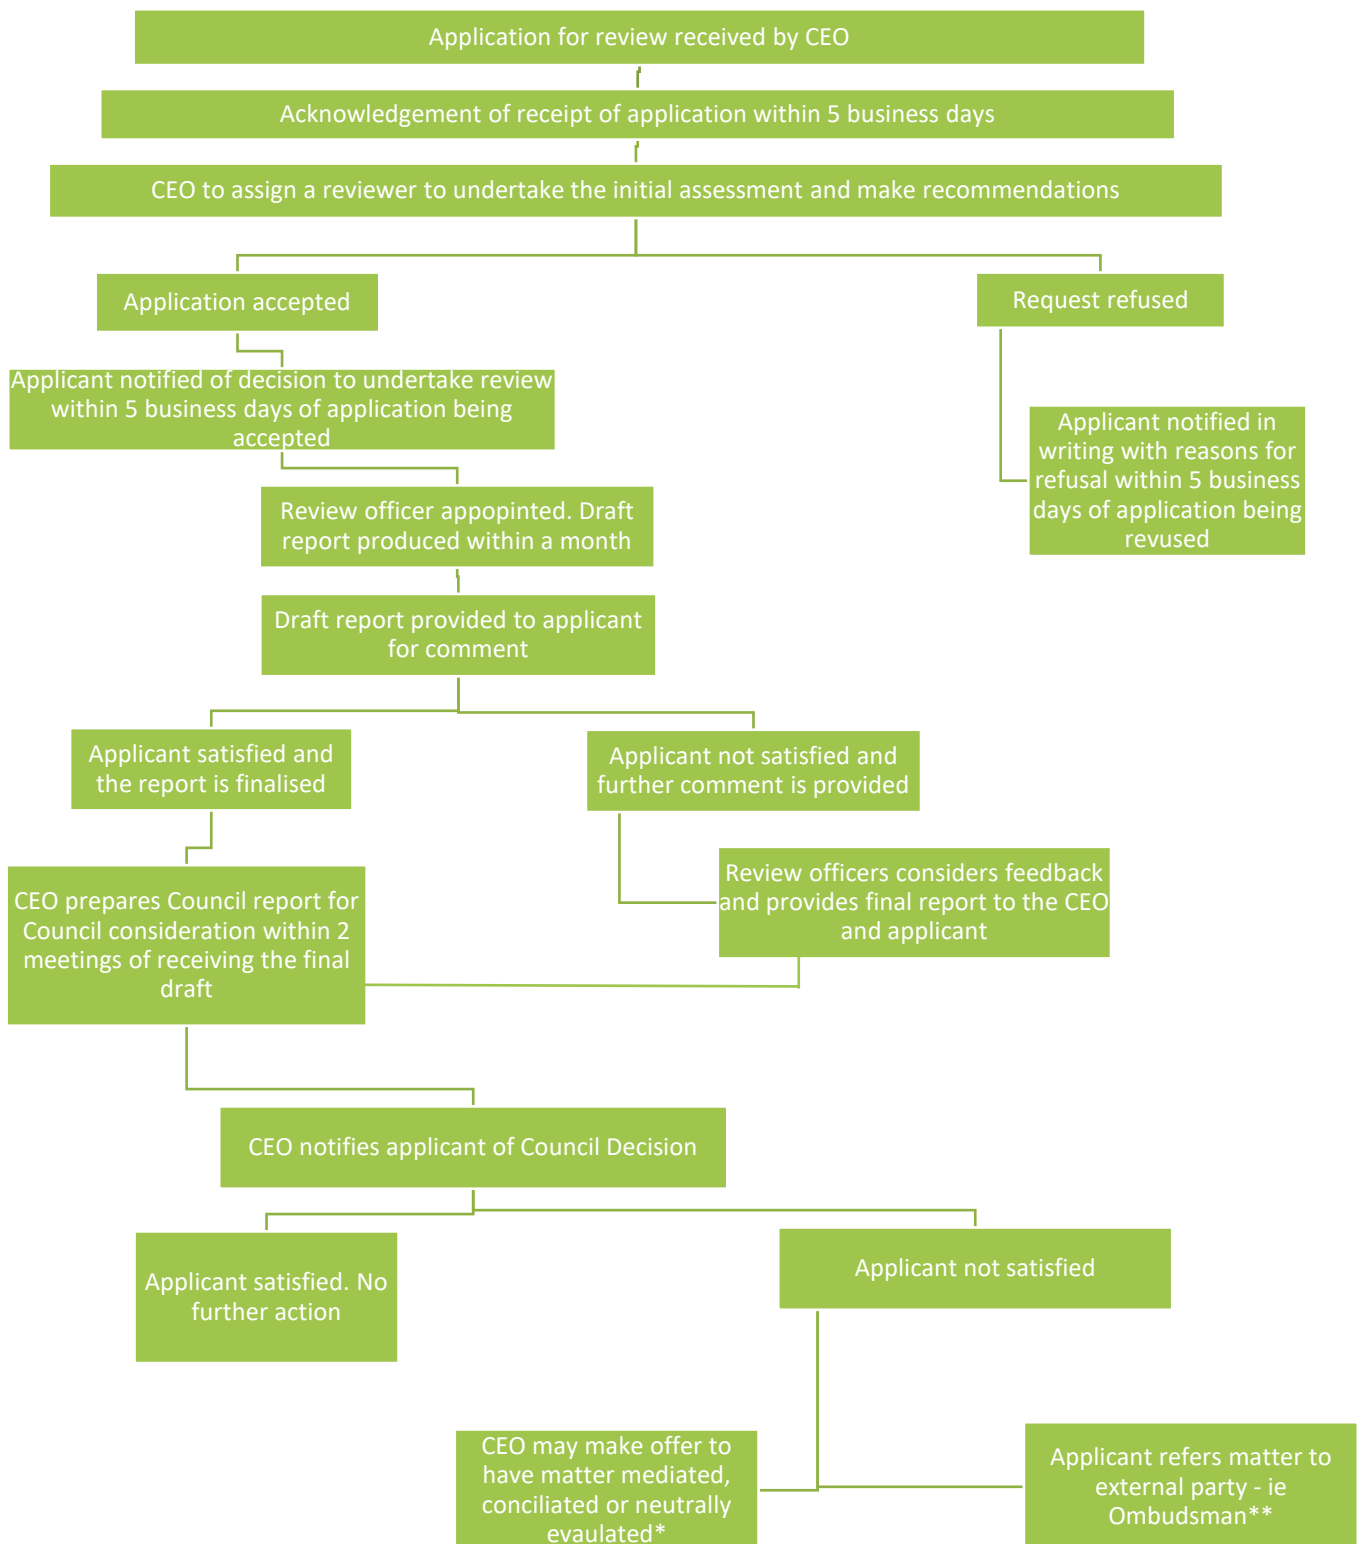 Application for review received by CEO
Acknowledgement of receipt of application within 5 business days
CEO to assign a reviewer to undertake the initial assessment and make recommendations
Application accepted
Request refused
Applicant notified of decision to undertake review
within 5 business days of application being
accepted
Applicant notified in
writing with reasons for
refusal within 5 business
days of application being
revused
Review officer appopinted. Draft
report produced within a month
Draft report provided to applicant
for comment
Applicant satisfied and
the report is finalised
Applicant not satisfied and
further comment is provided
Review officers considers feedback
and provides final report to the CEO
and applicant
CEO prepares Council report for
Council consideration within 2
meetings of receiving the final
draft
CEO notifies applicant of Council Decision
Applicant satisfied. No
further action
Applicant not satisfied
CEO may make offer to
have matter mediated,
conciliated or neutrally
evaulated*
Applicant refers matter to
external party - ie
Ombudsman**